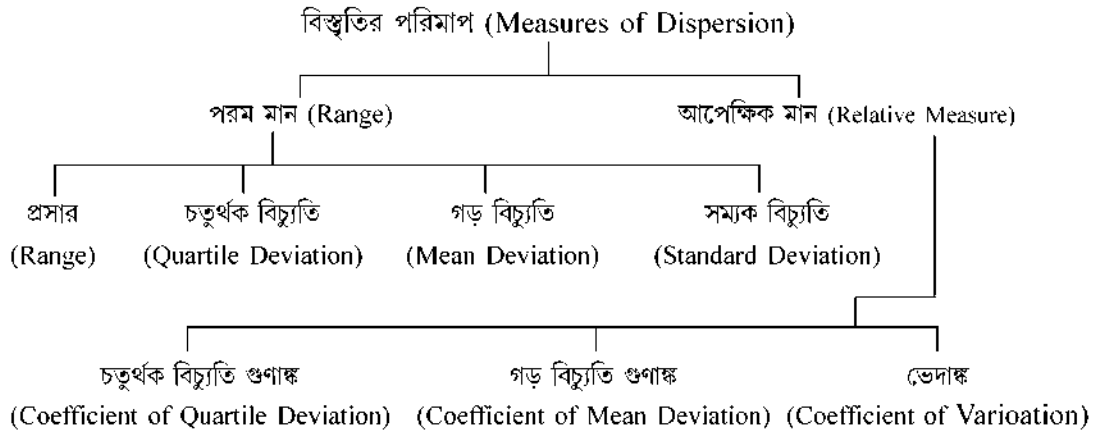 বিস্তৃতির পরিমাপ (Measures of Dispersion)
পরম মান (Range) আপেক্ষিক মান (Relative Measure)
প্রসার চতুর্থক বিচ্যুতি গড় বিচ্যুতি সম্যক বিচ্যুতি
(Range) (Quartile Deviation) (Mean Deviation) (Standard Deviation)
চতুর্থক বিচ্যুতি গুণাঙ্ক গড় বিচ্যুতি গুণাঙ্ক ভেদাঙ্ক
(Coefficient of Quartile Deviation) (Coefficient of Mean Deviation) (Coefficient of Varioation)